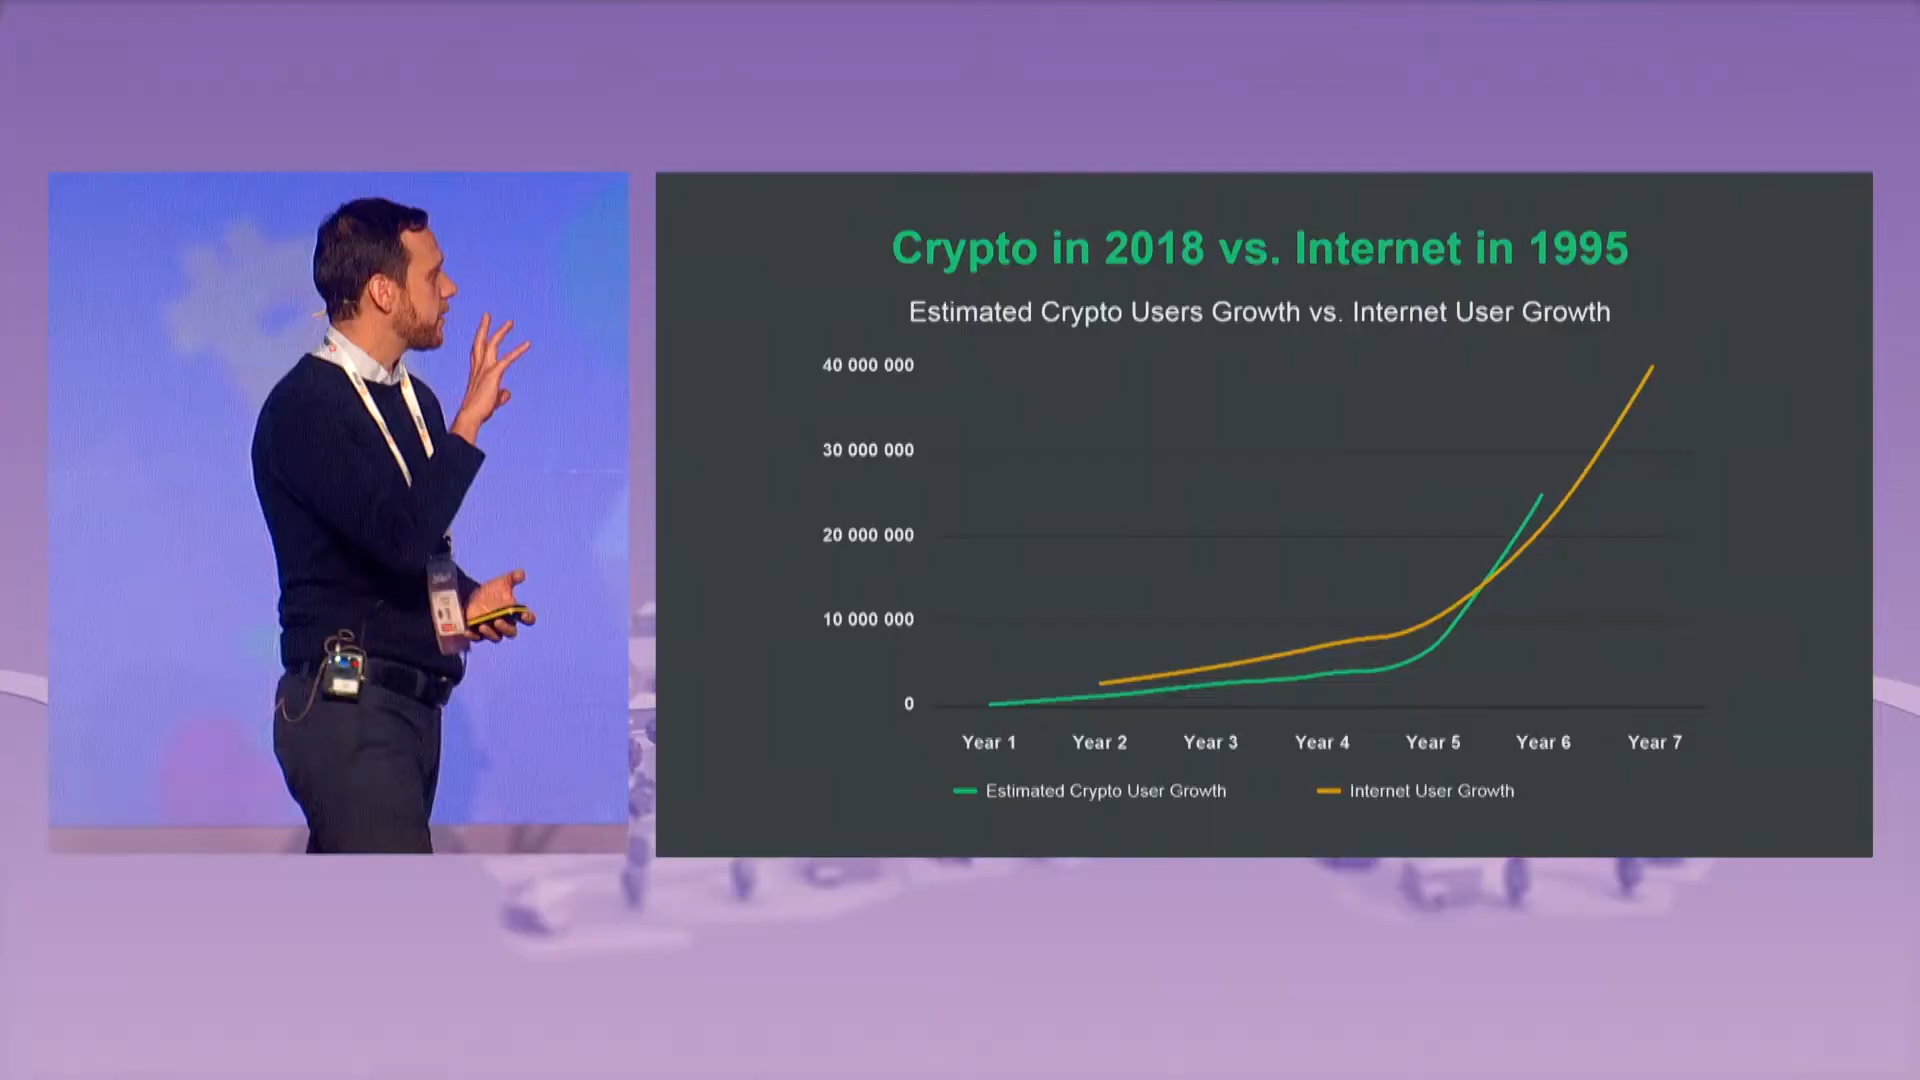 Crypto in 2018 vs. Internet in 1995
Estimated Crypto Users Growth vs. Internet User Growth
40 000 000
30 000 000
20 000 000
10 000 000
0
Year 1 Year 2 Year 3 Year 4 Year 5 Year 6 Year 7
Estimated Crypto User Growth Internet User Growth